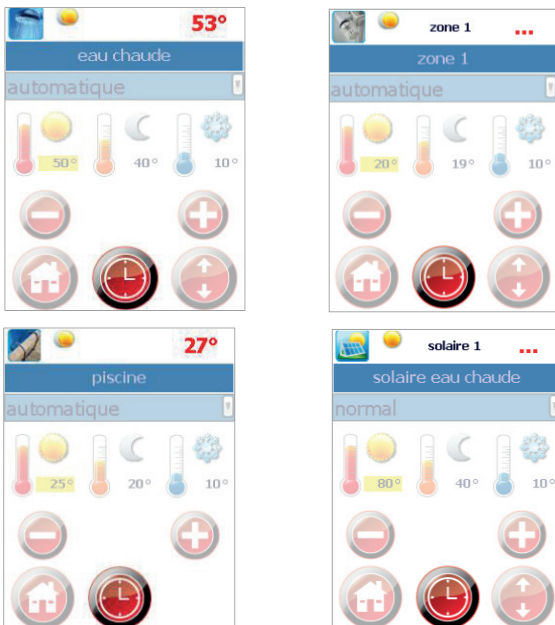 53°
eau chaude
automatique
50° 40° 10°
zone 1 ...
zone 1
automatique
20° 19° 10°
27°
piscine
automatique
25° 20° 10°
solaire 1 ...
solaire eau chaude
normal
80° 40° 10°